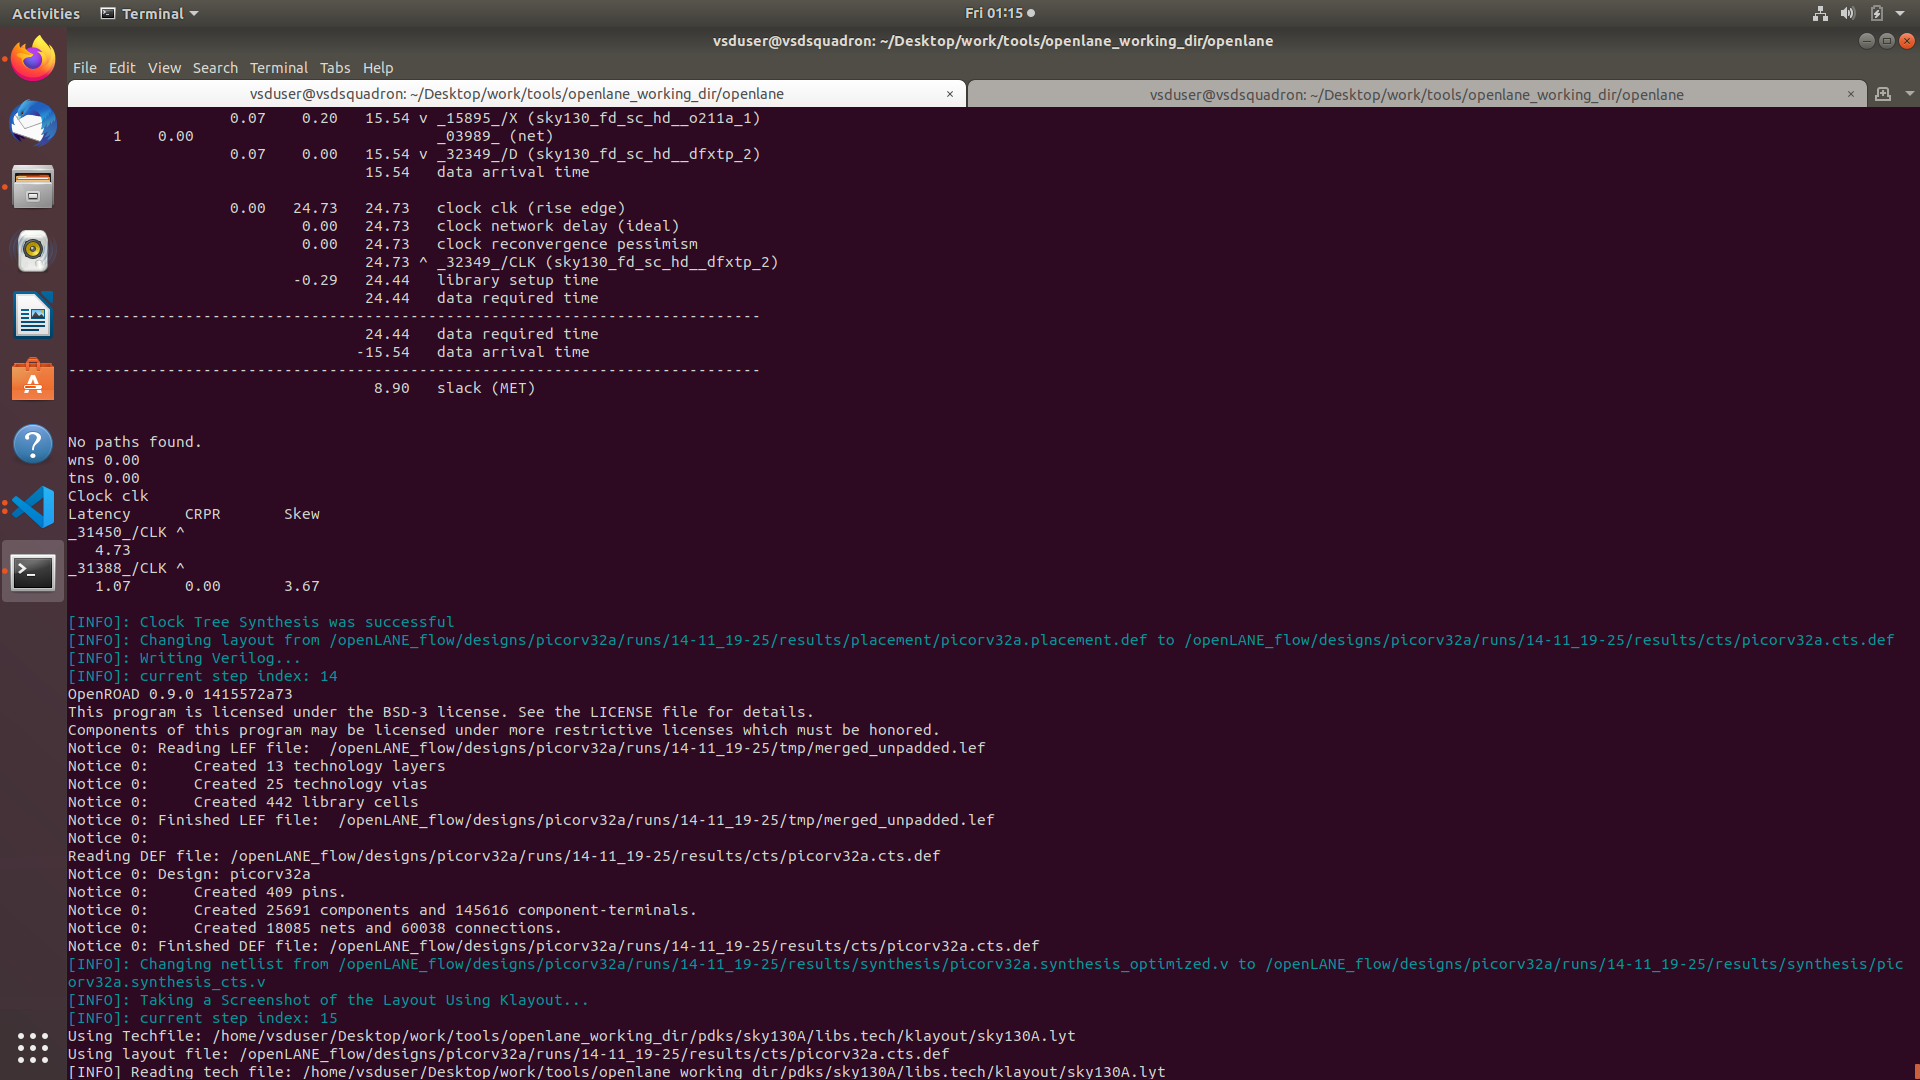 Activities
Terminal
Fri 01:15
vsduser@vsdsquadron: ~/Desktop/work/tools/openlane_working_dir/openlane
File Edit View Search Terminal Tabs Help
vsduser@vsdsquadron: ~/Desktop/work/tools/openlane_working_dir/openlane ×
vsduser@vsdsquadron: ~/Desktop/work/tools/openlane_working_dir/openlane ×
0.07 0.20 15.54 v _15895_/X (sky130_fd_sc_hd__o211a_1)
1 0.00 _03989_ (net)
0.07 0.00 15.54 v _32349_/D (sky130_fd_sc_hd__dfxtp_2)
15.54 data arrival time
0.00 24.73 24.73 clock clk (rise edge)
0.00 24.73 clock network delay (ideal)
0.00 24.73 clock reconvergence pessimism
24.73 ^ _32349_/CLK (sky130_fd_sc_hd__dfxtp_2)
-0.29 24.44 library setup time
24.44 data required time
-----------------------------------------------------------------------------
24.44 data required time
-15.54 data arrival time
-----------------------------------------------------------------------------
8.90 slack (MET)
No paths found.
wns 0.00
tns 0.00
Clock clk
Latency CRPR Skew
_31450_/CLK ^
4.73
_31388_/CLK ^
1.07 0.00 3.67
[INFO]: Clock Tree Synthesis was successful
[INFO]: Changing layout from /openLANE_flow/designs/picorv32a/runs/14-11_19-25/results/placement/picorv32a.placement.def to /openLANE_flow/designs/picorv32a/runs/14-11_19-25/results/cts/picorv32a.cts.def
[INFO]: Writing Verilog...
[INFO]: current step index: 14
OpenROAD 0.9.0 1415572a73
This program is licensed under the BSD-3 license. See the LICENSE file for details.
Components of this program may be licensed under more restrictive licenses which must be honored.
Notice 0: Reading LEF file:  /openLANE_flow/designs/picorv32a/runs/14-11_19-25/tmp/merged_unpadded.lef
Notice 0:     Created 13 technology layers
Notice 0:     Created 25 technology vias
Notice 0:     Created 442 library cells
Notice 0: Finished LEF file:  /openLANE_flow/designs/picorv32a/runs/14-11_19-25/tmp/merged_unpadded.lef
Notice 0:
Reading DEF file: /openLANE_flow/designs/picorv32a/runs/14-11_19-25/results/cts/picorv32a.cts.def
Notice 0: Design: picorv32a
Notice 0:     Created 409 pins.
Notice 0:     Created 25691 components and 145616 component-terminals.
Notice 0:     Created 18085 nets and 60038 connections.
Notice 0: Finished DEF file: /openLANE_flow/designs/picorv32a/runs/14-11_19-25/results/cts/picorv32a.cts.def
[INFO]: Changing netlist from /openLANE_flow/designs/picorv32a/runs/14-11_19-25/results/synthesis/picorv32a.synthesis_optimized.v to /openLANE_flow/designs/picorv32a/runs/14-11_19-25/results/synthesis/pic
orv32a.synthesis_cts.v
[INFO]: Taking a Screenshot of the Layout Using Klayout...
[INFO]: current step index: 15
Using Techfile: /home/vsduser/Desktop/work/tools/openlane_working_dir/pdks/sky130A/libs.tech/klayout/sky130A.lyt
Using layout file: /openLANE_flow/designs/picorv32a/runs/14-11_19-25/results/cts/picorv32a.cts.def
[INFO] Reading tech file: /home/vsduser/Desktop/work/tools/openlane_working_dir/pdks/sky130A/libs.tech/klayout/sky130A.lyt